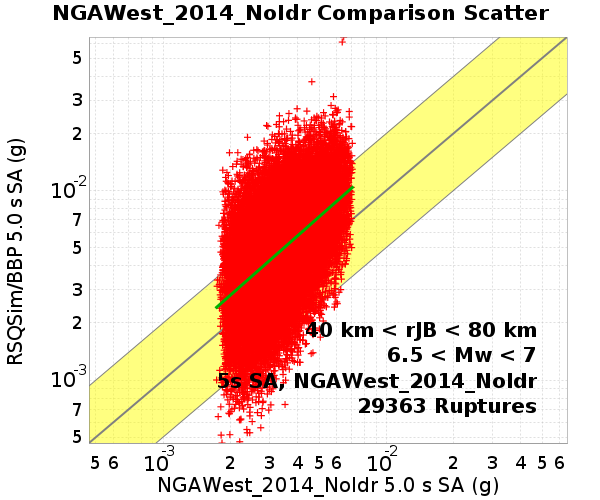 NGAWest_2014_NoIdr Comparison Scatter
RSQSim/BBP 5.0 s SA (g)
5
3
2
10-2
7
5
3
2
10-3
7
5
40 km < rJB < 80 km
6.5 < Mw < 7
5s SA, NGAWest_2014_NoIdr
29363 Ruptures
5 6 10-3 2 3 4 5 6 10-2 2 3 4 5 6
NGAWest_2014_NoIdr 5.0 s SA (g)